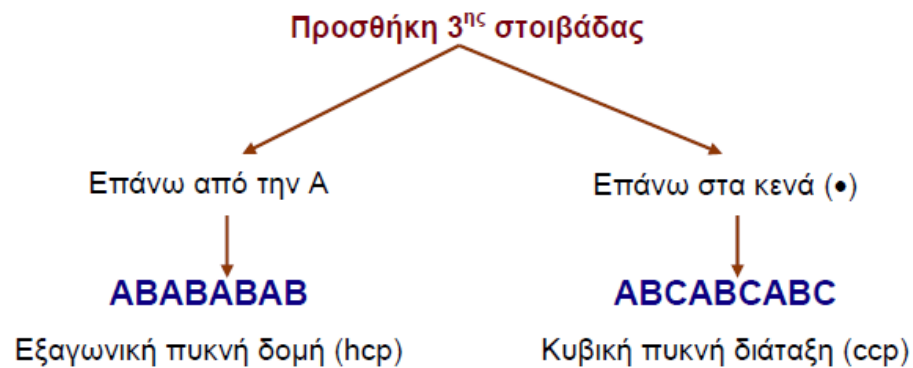 Προσθήκη 3ης στοιβάδας
Επάνω από την Α
Επάνω στα κενά (•)
ABABABAB
ABCABCABC
Εξαγωνική πυκνή δομή (hcp)
Κυβική πυκνή διάταξη (ccp)